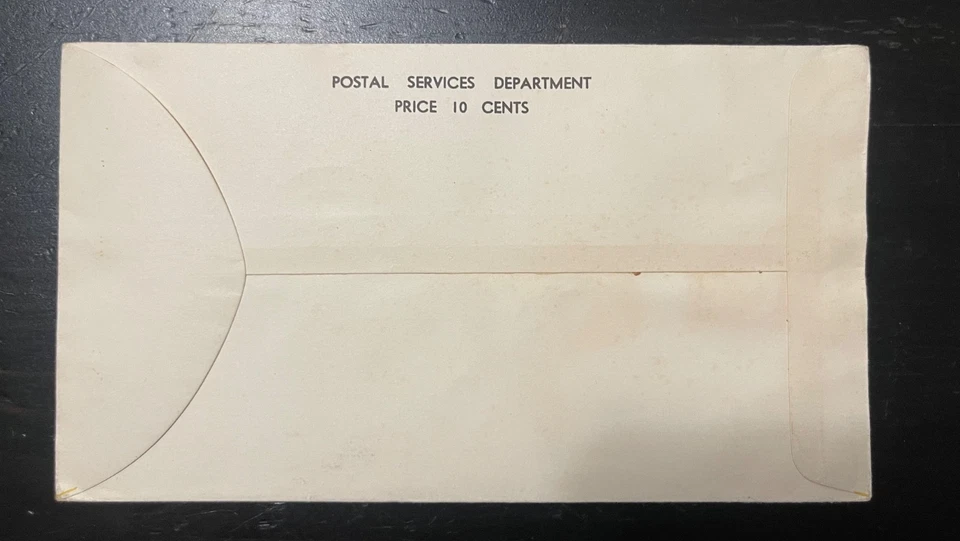 POSTAL SERVICES DEPARTMENT
PRICE 10 CENTS